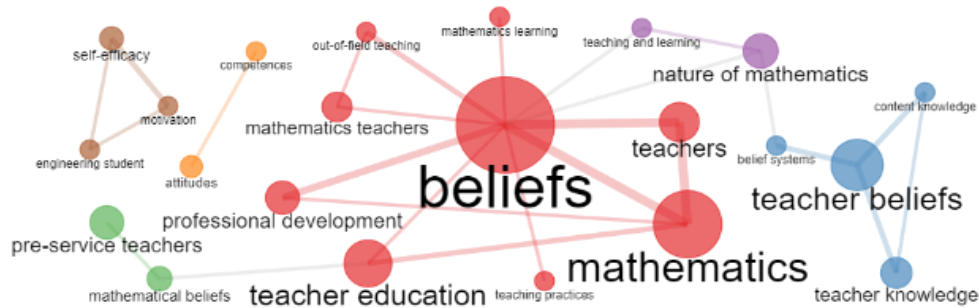 mathematics learning
teaching and learning
out-of-field teaching
self-efficacy
competences
nature of mathematics
content knowledge
motivation
mathematics teachers
teachers
engineering student
attitudes
belief systems
beliefs
teacher beliefs
professional development
pre-service teachers
mathematics
mathematical beliefs
teacher education
teaching practices
teacher knowledge